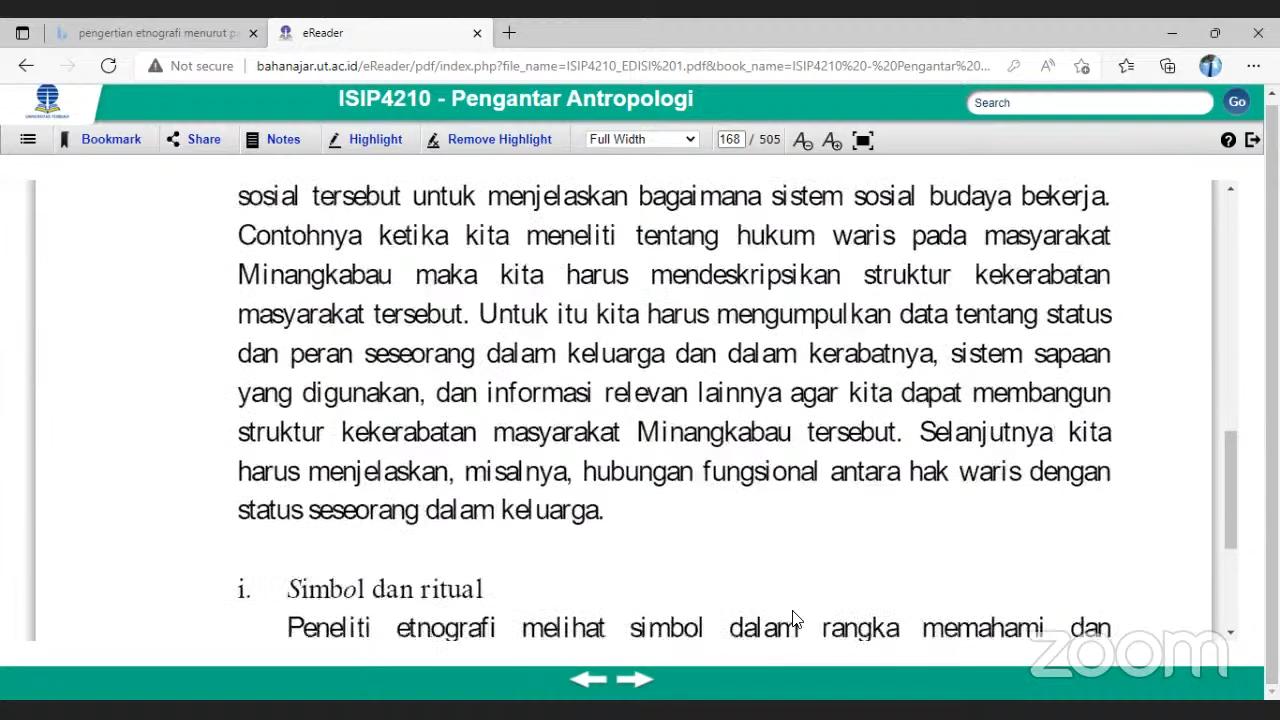 pengertian etnografi menurut pa
eReader
Not secure
bahanajar.ut.ac.id/eReader/pdf/index.php?file_name=ISIP4210_EDISI%201.pdf&book_name=ISIP4210%20-%20Pengantar%20...
ISIP4210 - Pengantar Antropologi
Search
Go
UNIVERSITAS TERBUKA
Bookmark
Share
Notes
Highlight
Remove Highlight
Full Width
168 / 505
sosial tersebut untuk menjelaskan bagaimana sistem sosial budaya bekerja.
Contohnya ketika kita meneliti tentang hukum waris pada masyarakat
Minangkabau maka kita harus mendeskripsikan struktur kekerabatan
masyarakat tersebut. Untuk itu kita harus mengumpulkan data tentang status
dan peran seseorang dalam keluarga dan dalam kerabatnya, sistem sapaan
yang digunakan, dan informasi relevan lainnya agar kita dapat membangun
struktur kekerabatan masyarakat Minangkabau tersebut. Selanjutnya kita
harus menjelaskan, misalnya, hubungan fungsional antara hak waris dengan
status seseorang dalam keluarga.
i. Simbol dan ritual
Peneliti etnografi melihat simbol dalam rangka memahami dan
zoom